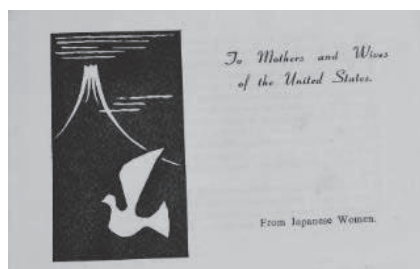 To Mothers and Wives
of the United States.
From Japanese Women.